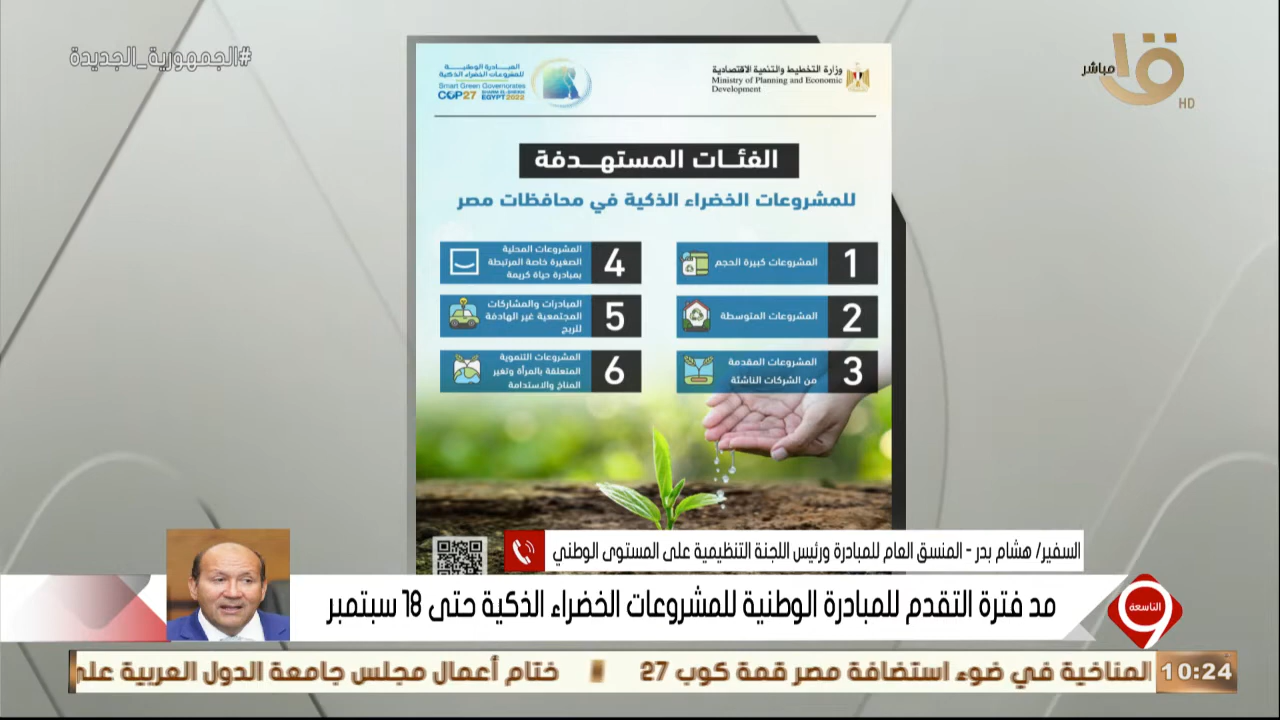 #الجمهورية_الجديدة
مباشر
HD
المبادرة الوطنية
للمشروعات الخضراء الذكية
Smart Green Governorates
COP27 SHARM EL-SHEIKH
EGYPT 2022
وزارة التخطيط والتنمية الاقتصادية
Ministry of Planning and Economic
Development
الفئات المستهدفة
للمشروعات الخضراء الذكية في محافظات مصر
1 المشروعات كبيرة الحجم
2 المشروعات المتوسطة
3 المشروعات المقدمة
من الشركات الناشئة
4 المشروعات المحلية
الصغيرة خاصة المرتبطة
بمبادرة حياة كريمة
5 المبادرات والمشاركات
المجتمعية غير الهادفة
للربح
6 المشروعات التنموية
المتعلقة بالمرأة وتغير
المناخ والاستدامة
السفير/ هشام بدر - المنسق العام للمبادرة ورئيس اللجنة التنظيمية على المستوى الوطني
التاسعة
9
مد فترة التقدم للمبادرة الوطنية للمشروعات الخضراء الذكية حتى 18 سبتمبر
10:24
المناخية في ضوء استضافة مصر قمة كوب 27 ختام أعمال مجلس جامعة الدول العربية على